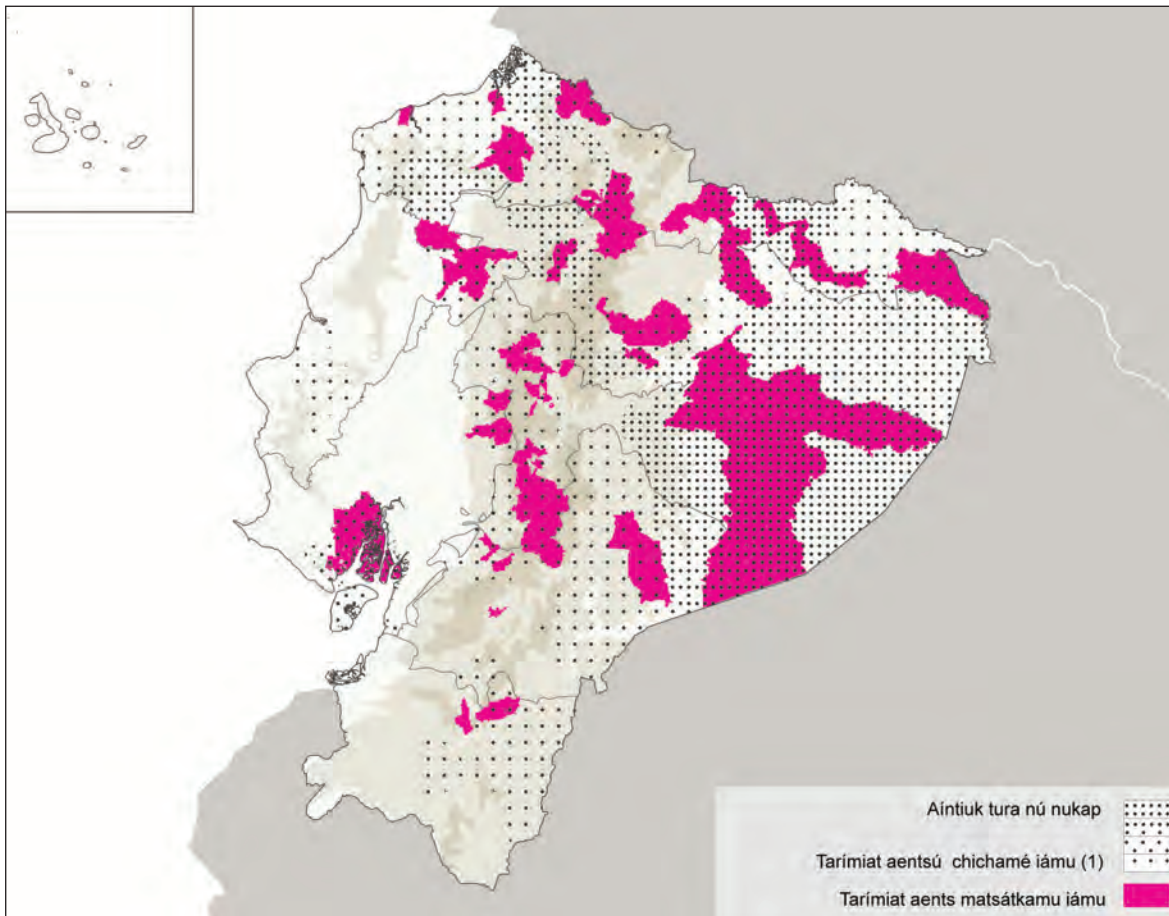 Aíntiuk tura nú nukap
Tarímiat aentsú chichamé iámu (1)
Tarímiat aents matsátkamu iámu